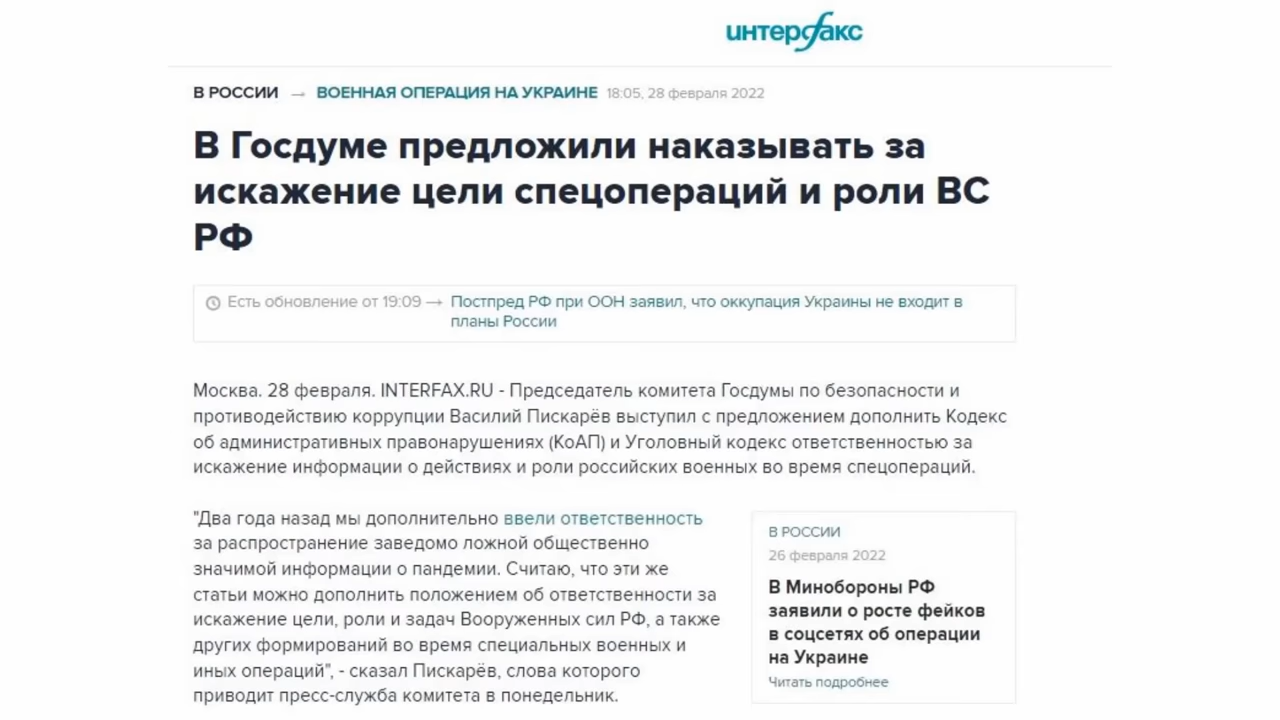 интерфакс
В РОССИИ → ВОЕННАЯ ОПЕРАЦИЯ НА УКРАИНЕ 18:05, 28 февраля 2022
В Госдуме предложили наказывать за
искажение цели спецопераций и роли ВС
РФ
Есть обновление от 19:09 → Постпред РФ при ООН заявил, что оккупация Украины не входит в
планы России
Москва. 28 февраля. INTERFAX.RU - Председатель комитета Госдумы по безопасности и
противодействию коррупции Василий Пискарёв выступил с предложением дополнить Кодекс
об административных правонарушениях (КоАП) и Уголовный кодекс ответственностью за
искажение информации о действиях и роли российских военных во время спецопераций.
"Два года назад мы дополнительно ввели ответственность
за распространение заведомо ложной общественно
значимой информации о пандемии. Считаю, что эти же
статьи можно дополнить положением об ответственности за
искажение цели, роли и задач Вооруженных сил РФ, а также
других формирований во время специальных военных и
иных операций", - сказал Пискарёв, слова которого
приводит пресс-служба комитета в понедельник.
В РОССИИ
26 февраля 2022
В Минобороны РФ
заявили о росте фейков
в соцсетях об операции
на Украине
Читать подробнее